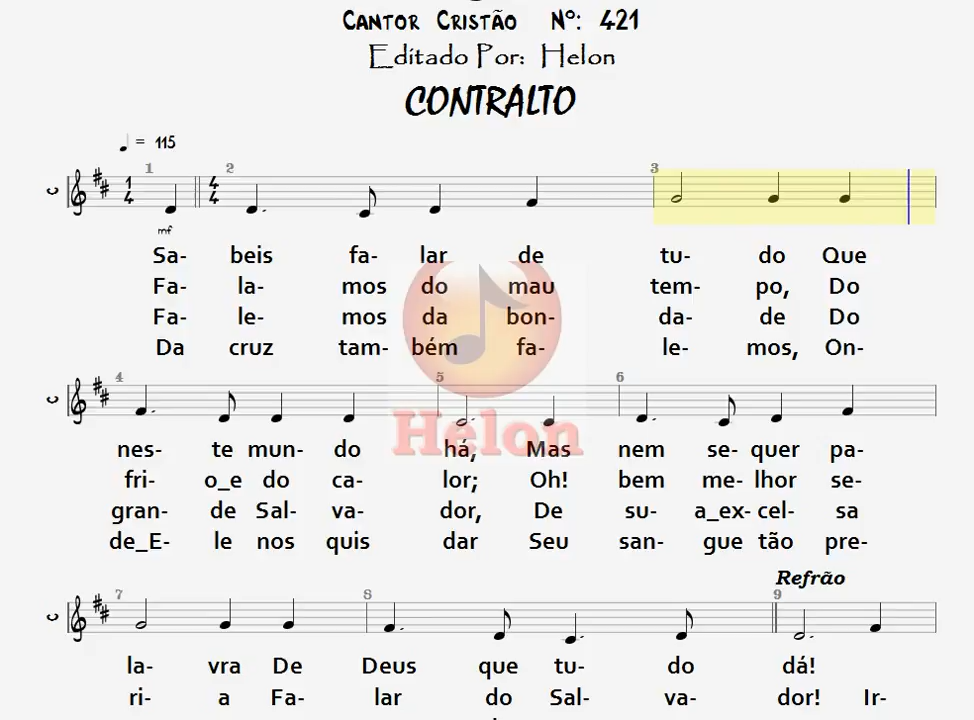 Cantor Cristão Nº: 421
Editado Por: Helon
CONTRALTO
= 115
1 2 3
1 4 4 4
mf
Sa- beis fa- lar de tu- do Que
Fa- la- mos do mau tem- po, Do
Fa- le- mos da bon- da- de Do
Da cruz tam- bém fa- le- mos, On-
4 5 6
nes- te mun- do há, Mas nem se- quer pa-
fri- o_e do ca- lor; Oh! bem me- lhor se-
gran- de Sal- va- dor, De su- a_ex- cel- sa
de_E- le nos quis dar Seu san- gue tão pre-
Helon
Refrão
7 8 9
la- vra De Deus que tu- do dá!
ri- a Fa- lar do Sal- va- dor! Ir-